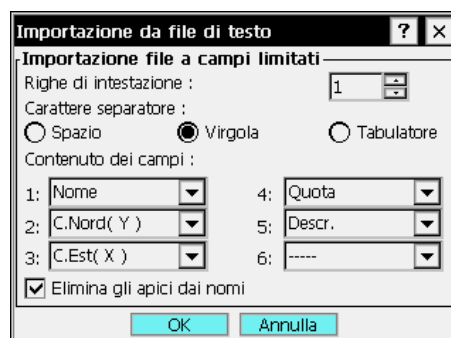 Importazione da file di testo ? ×
Importazione file a campi limitati
Righe di intestazione : 1
Carattere separatore :
Spazio Virgola Tabulatore
Contenuto dei campi :
1: Nome 4: Quota
2: C.Nord( Y ) 5: Descr.
3: C.Est( X ) 6: -----
Elimina gli apici dai nomi
OK Annulla